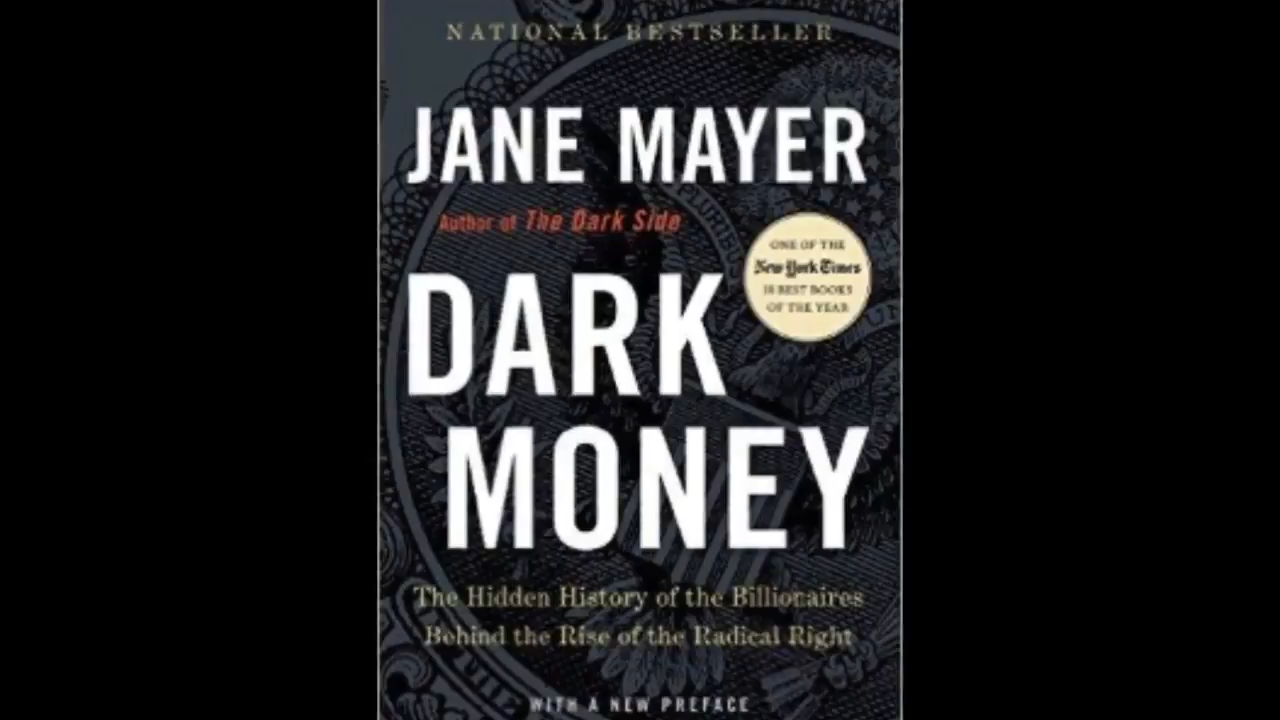 NATIONAL BESTSELLER
JANE MAYER
Author of The Dark Side
ONE OF THE
New York Times
10 BEST BOOKS
OF THE YEAR
DARK
MONEY
The Hidden History of the Billionaires
Behind the Rise of the Radical Right
WITH A NEW PREFACE